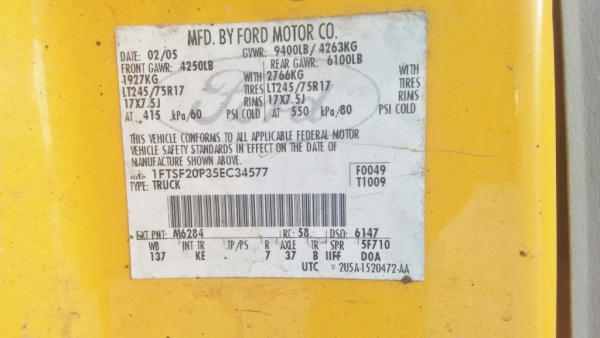 MFD. BY FORD MOTOR CO.
DATE: 02/05 GVWR: 9400LB/ 4263KG
FRONT GAWR: 4250LB REAR GAWR: 6100LB
1927KG WITH 2766KG WITH
LT245/75R17 TIRES LT245/75R17 TIRES
17X7.5J RIMS 17X7.5J RIMS
AT 415 kPa/60 PSI COLD AT 550 kPa/80 PSI COLD
THIS VEHICLE CONFORMS TO ALL APPLICABLE FEDERAL MOTOR
VEHICLE SAFETY STANDARDS IN EFFECT ON THE DATE OF
MANUFACTURE SHOWN ABOVE.
1FTSF20P35EC34577 F0049
TYPE: TRUCK T1009
EXT PNT: M6284 RC: 58 DSO: 6147
WB INT TR TP/PS R AXLE TR SPR 5F710
137 KE 7 37 B IIFF D0A
UTC 2U5A-1520472-AA
Ford